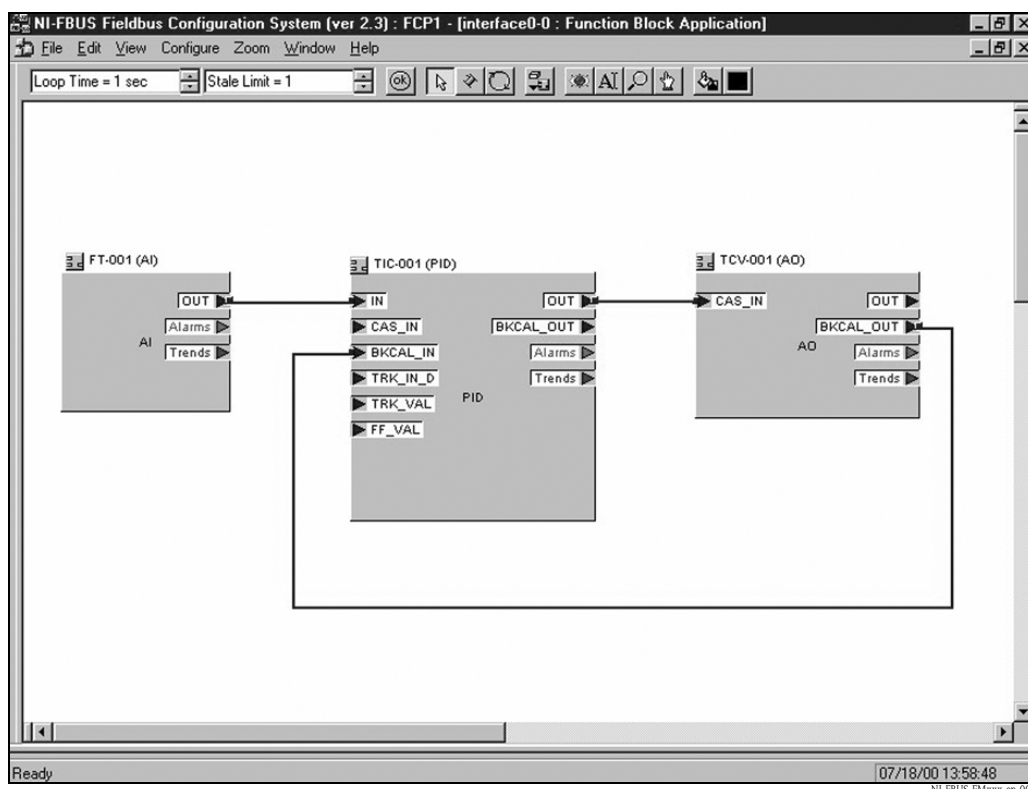 NI-FBUS Fieldbus Configuration System (ver 2.3) : FCP1 - [interface0-0 : Function Block Application]
File Edit View Configure Zoom Window Help
Loop Time = 1 sec Stale Limit = 1 OK AI
FT-001 (AI)
OUT
Alarms
Trends
AI
TIC-001 (PID)
IN
CAS_IN
BKCAL_IN
TRK_IN_D
TRK_VAL
FF_VAL
OUT
BKCAL_OUT
Alarms
Trends
PID
TCV-001 (AO)
CAS_IN
OUT
BKCAL_OUT
Alarms
Trends
AO
Ready 07/18/00 13:58:48